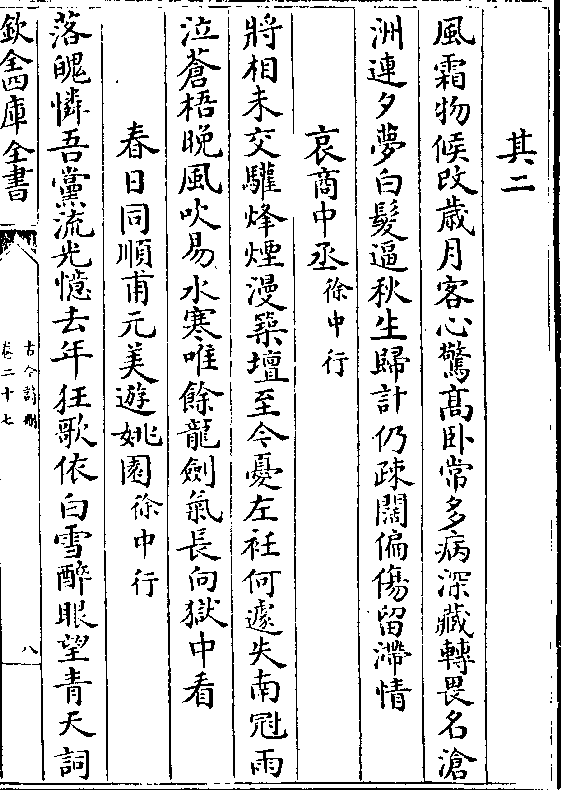 其二
風霜物候改歲月客心驚髙卧常多病深藏轉畏名滄
洲連夕夢白髮逼秋生歸計仍疎闊偏傷留滯情
哀商中丞徐中行
將相未交驩烽煙漫築壇至今憂左衽何遽失南冠雨
泣蒼梧晩風吹易水寒唯餘龍劍氣長向獄中看
春日同順甫元美遊姚園徐中行
落魄憐吾黨流光憶去年狂歌依白雪醉眼望青天詞
欽定四庫全書
古今詩刪
卷二十七
八